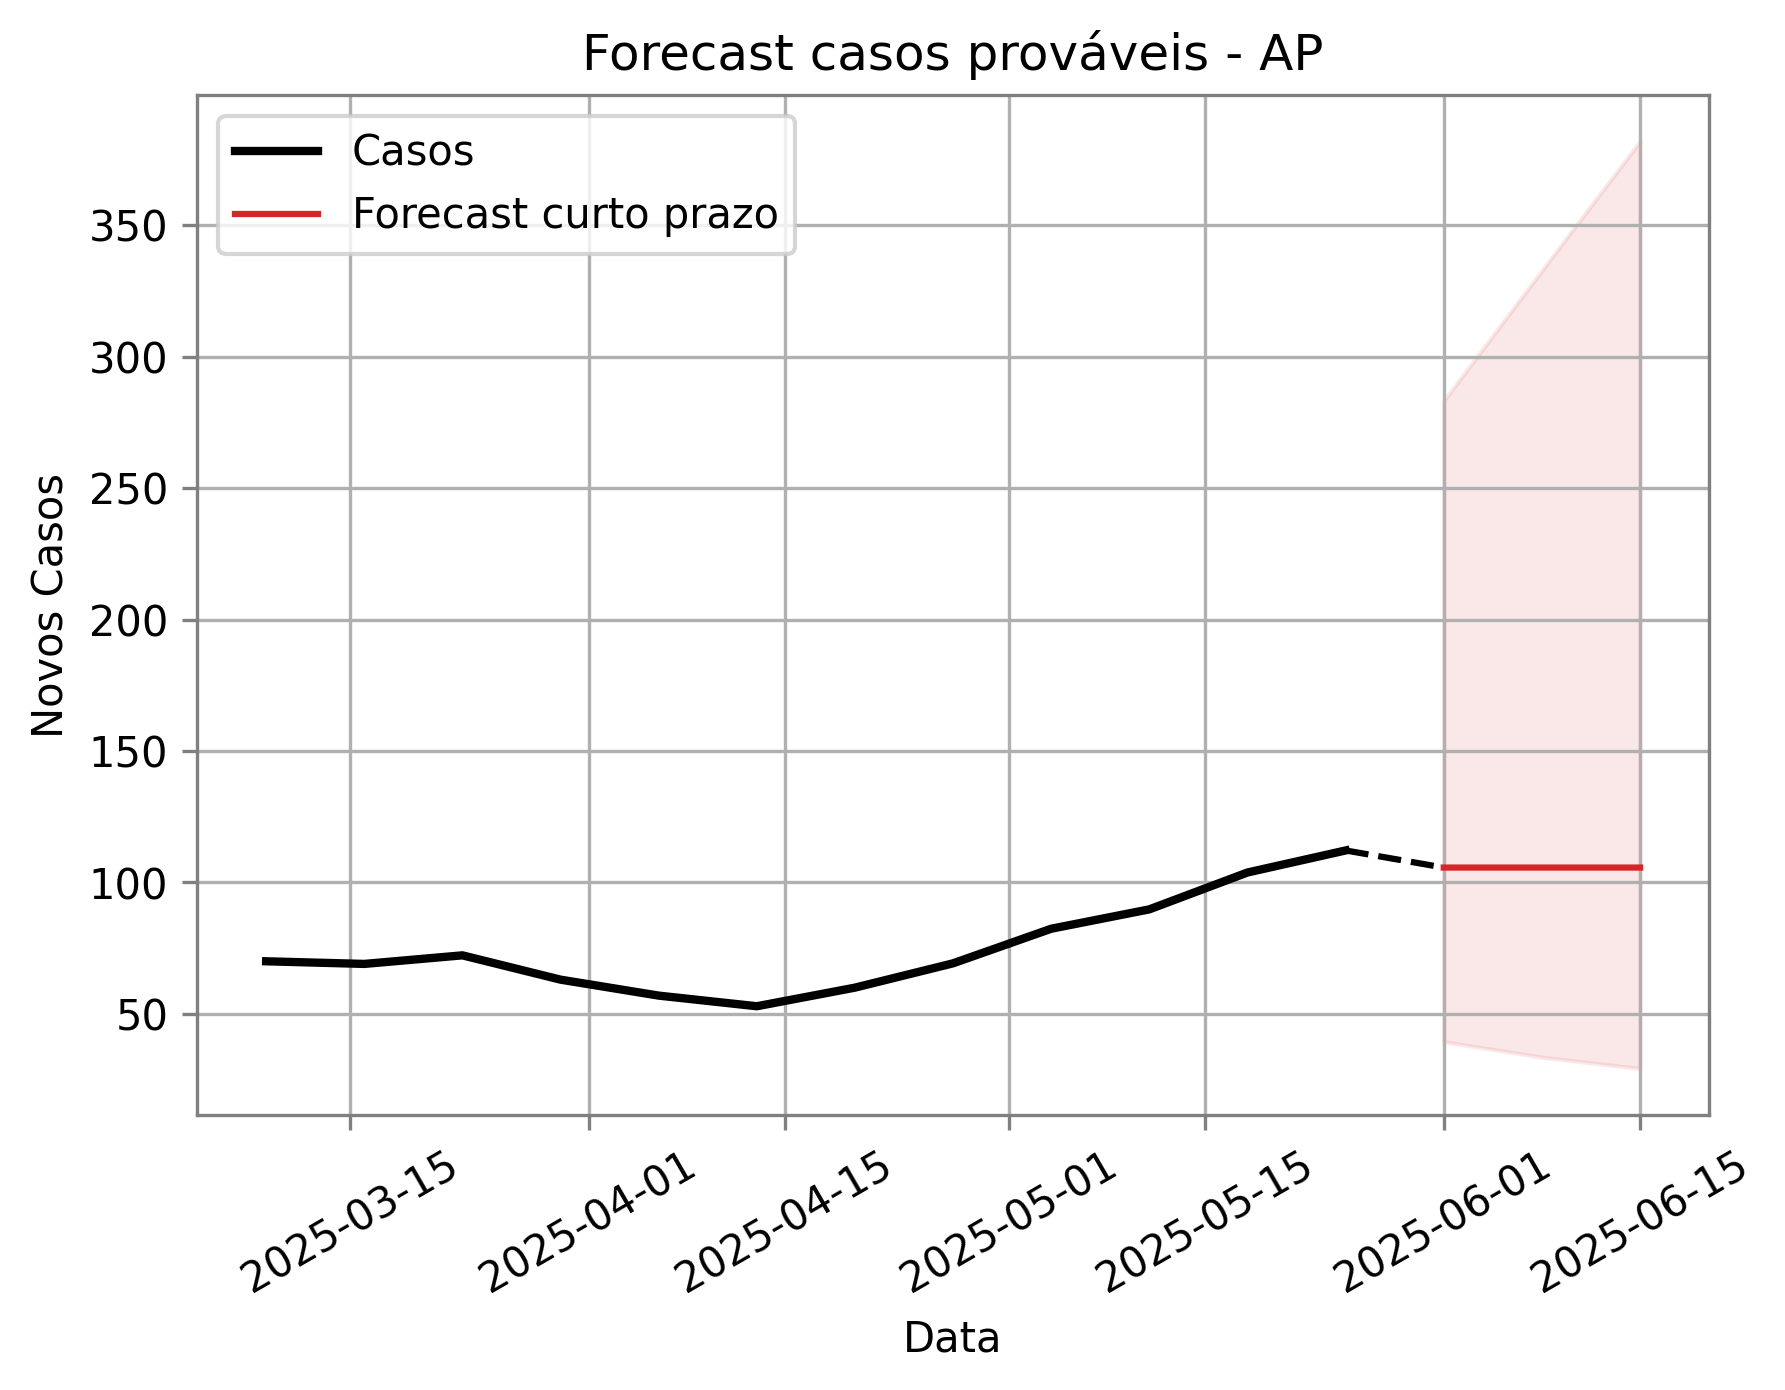 Forecast casos prováveis - AP
Casos
Forecast curto prazo
350
300
250
200
150
100
50
Novos Casos
2025-03-15
2025-04-01
2025-04-15
2025-05-01
2025-05-15
2025-06-01
2025-06-15
Data